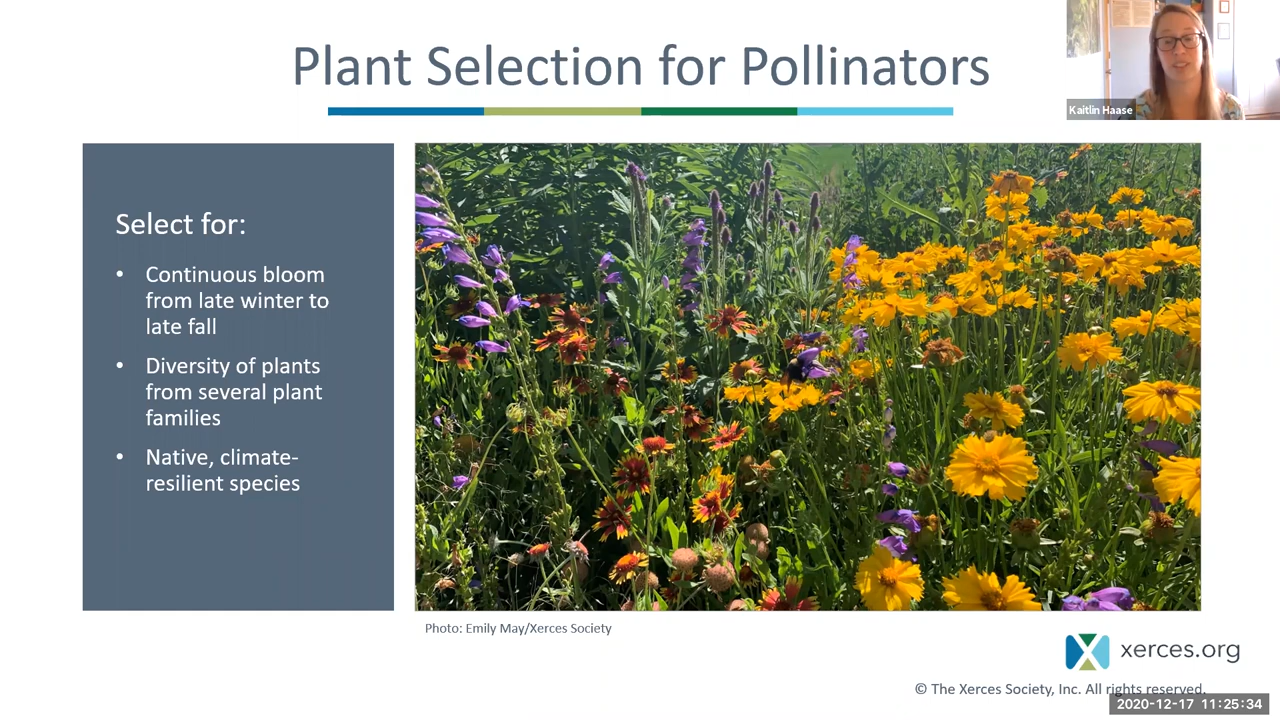 Plant Selection for Pollinators
Kaitlin Haase
Select for:
• Continuous bloom
from late winter to
late fall
• Diversity of plants
from several plant
families
• Native, climate-
resilient species
Photo: Emily May/Xerces Society
xerces.org
© The Xerces Society, Inc. All rights reserved.
2020-12-17 11:25:34